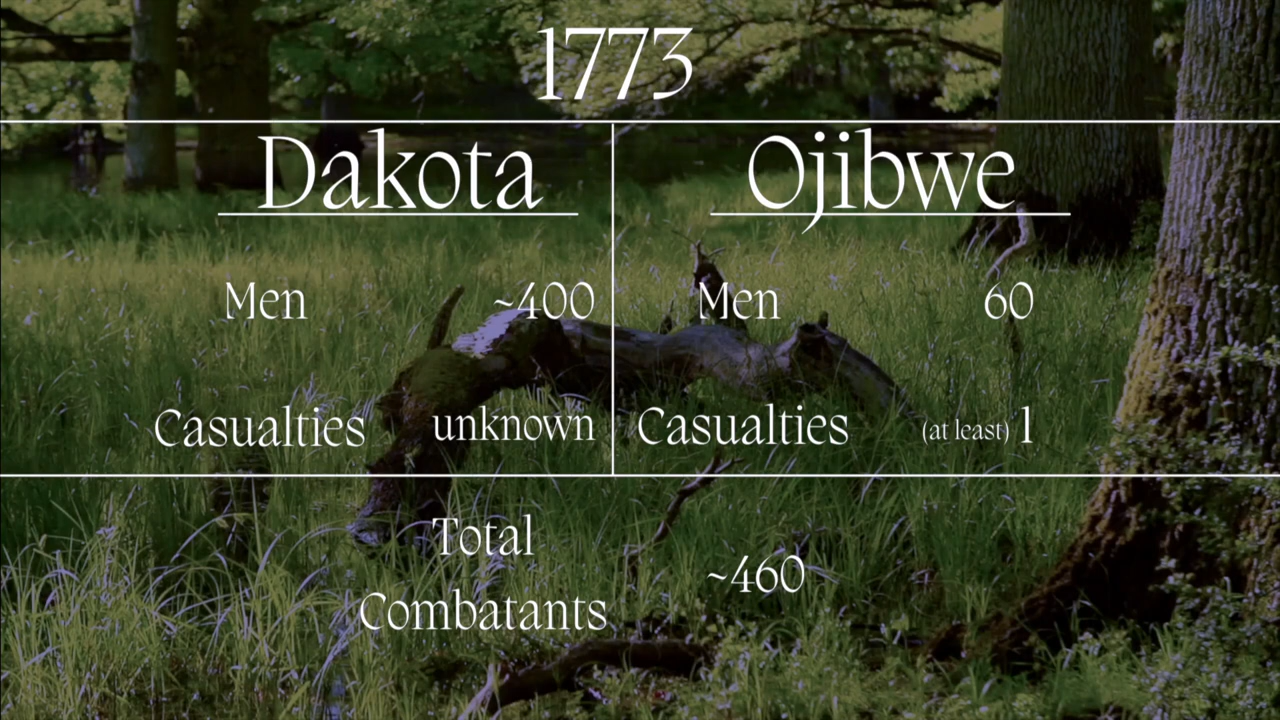 1773
Dakota
Ojibwe
Men ~400
Men 60
Casualties unknown
Casualties (at least) 1
Total
Combatants
~460